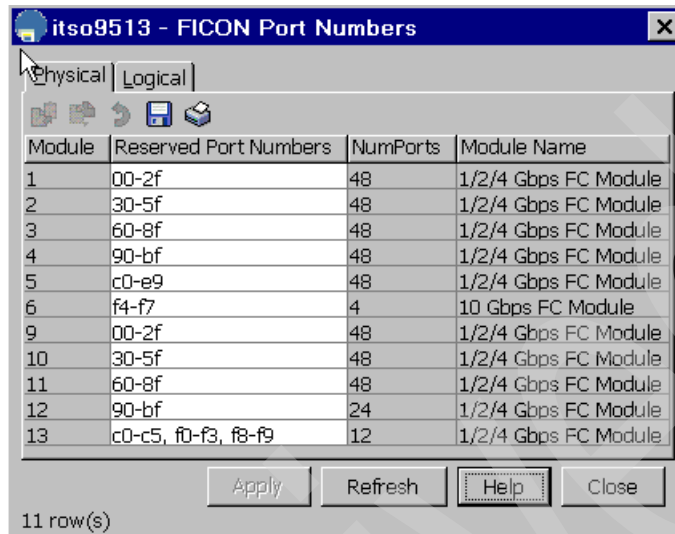 itso9513 - FICON Port Numbers
Physical Logical
Module Reserved Port Numbers NumPorts Module Name
1 00-2f 48 1/2/4 Gbps FC Module
2 30-5f 48 1/2/4 Gbps FC Module
3 60-8f 48 1/2/4 Gbps FC Module
4 90-bf 48 1/2/4 Gbps FC Module
5 c0-e9 48 1/2/4 Gbps FC Module
6 f4-f7 4 10 Gbps FC Module
9 00-2f 48 1/2/4 Gbps FC Module
10 30-5f 48 1/2/4 Gbps FC Module
11 60-8f 48 1/2/4 Gbps FC Module
12 90-bf 24 1/2/4 Gbps FC Module
13 c0-c5, f0-f3, f8-f9 12 1/2/4 Gbps FC Module
Apply Refresh Help Close
11 row(s)